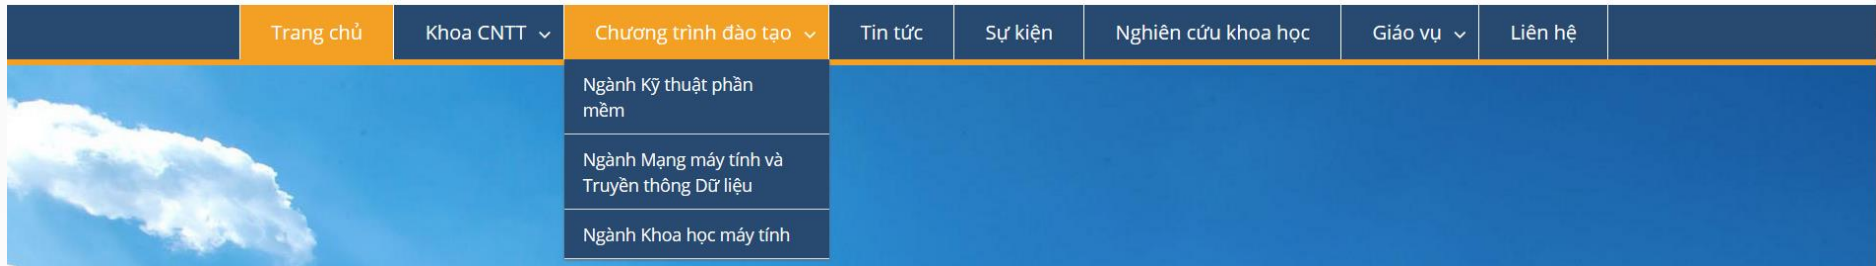 Trang chủ Khoa CNTT Chương trình đào tạo Tin tức Sự kiện Nghiên cứu khoa học Giáo vụ Liên hệ
Ngành Kỹ thuật phần
mềm
Ngành Mạng máy tính và
Truyền thông Dữ liệu
Ngành Khoa học máy tính